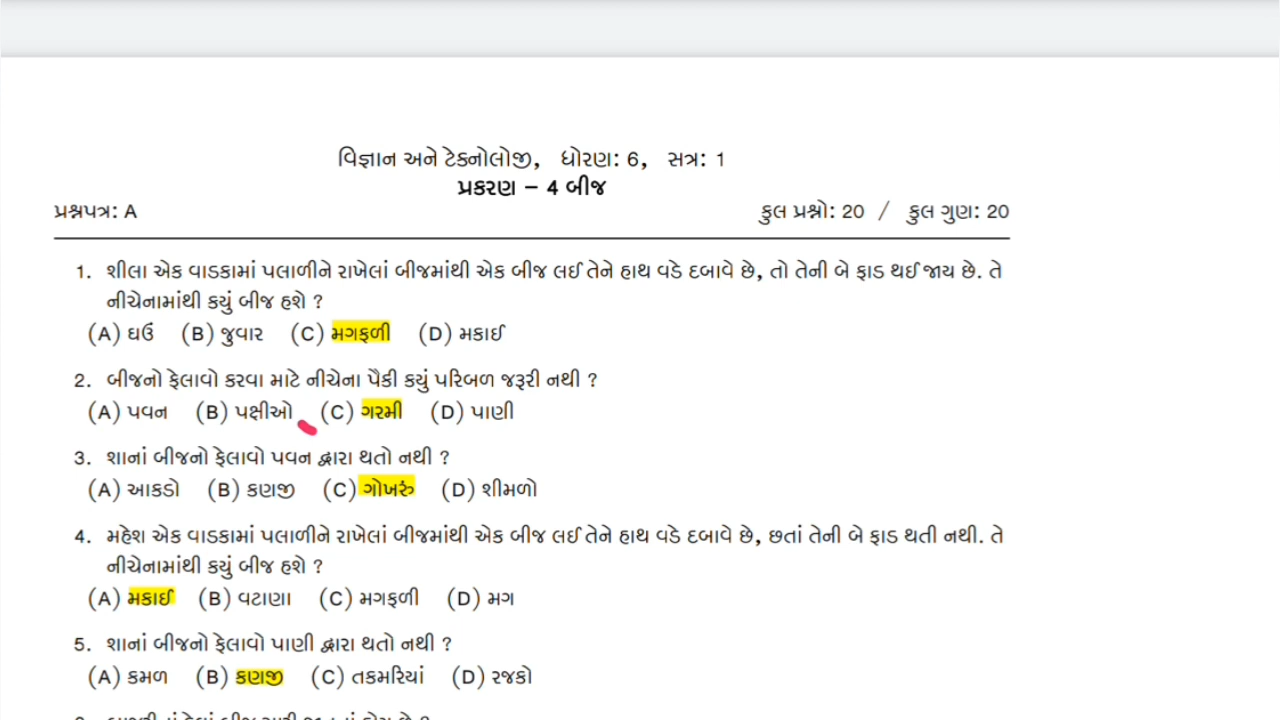 વિજ્ઞાન અને ટેક્નોલોજી, ધોરણ: 6, સત્ર: 1
પ્રકરણ – 4 બીજ
પ્રશ્નપત્ર: A કુલ પ્રશ્નો: 20 / કુલ ગુણ: 20
1. શીલા એક વાડકામાં પલાળીને રાખેલાં બીજમાંથી એક બીજ લઈ તેને હાથ વડે દબાવે છે, તો તેની બે ફાડ થઈ જાય છે. તે
નીચેનામાંથી કયું બીજ હશે ?
(A) ઘઉં (B) જુવાર (C) મગફળી (D) મકાઈ
2. બીજનો ફેલાવો કરવા માટે નીચેના પૈકી કયું પરિબળ જરૂરી નથી ?
(A) પવન (B) પક્ષીઓ (C) ગરમી (D) પાણી
3. શાનાં બીજનો ફેલાવો પવન દ્વારા થતો નથી ?
(A) આકડો (B) કણજી (C) ગોખરું (D) શીમળો
4. મહેશ એક વાડકામાં પલાળીને રાખેલાં બીજમાંથી એક બીજ લઈ તેને હાથ વડે દબાવે છે, છતાં તેની બે ફાડ થતી નથી. તે
નીચેનામાંથી કયું બીજ હશે ?
(A) મકાઈ (B) વટાણા (C) મગફળી (D) મગ
5. શાનાં બીજનો ફેલાવો પાણી દ્વારા થતો નથી ?
(A) કમળ (B) કણજી (C) તકમરિયાં (D) રજકો